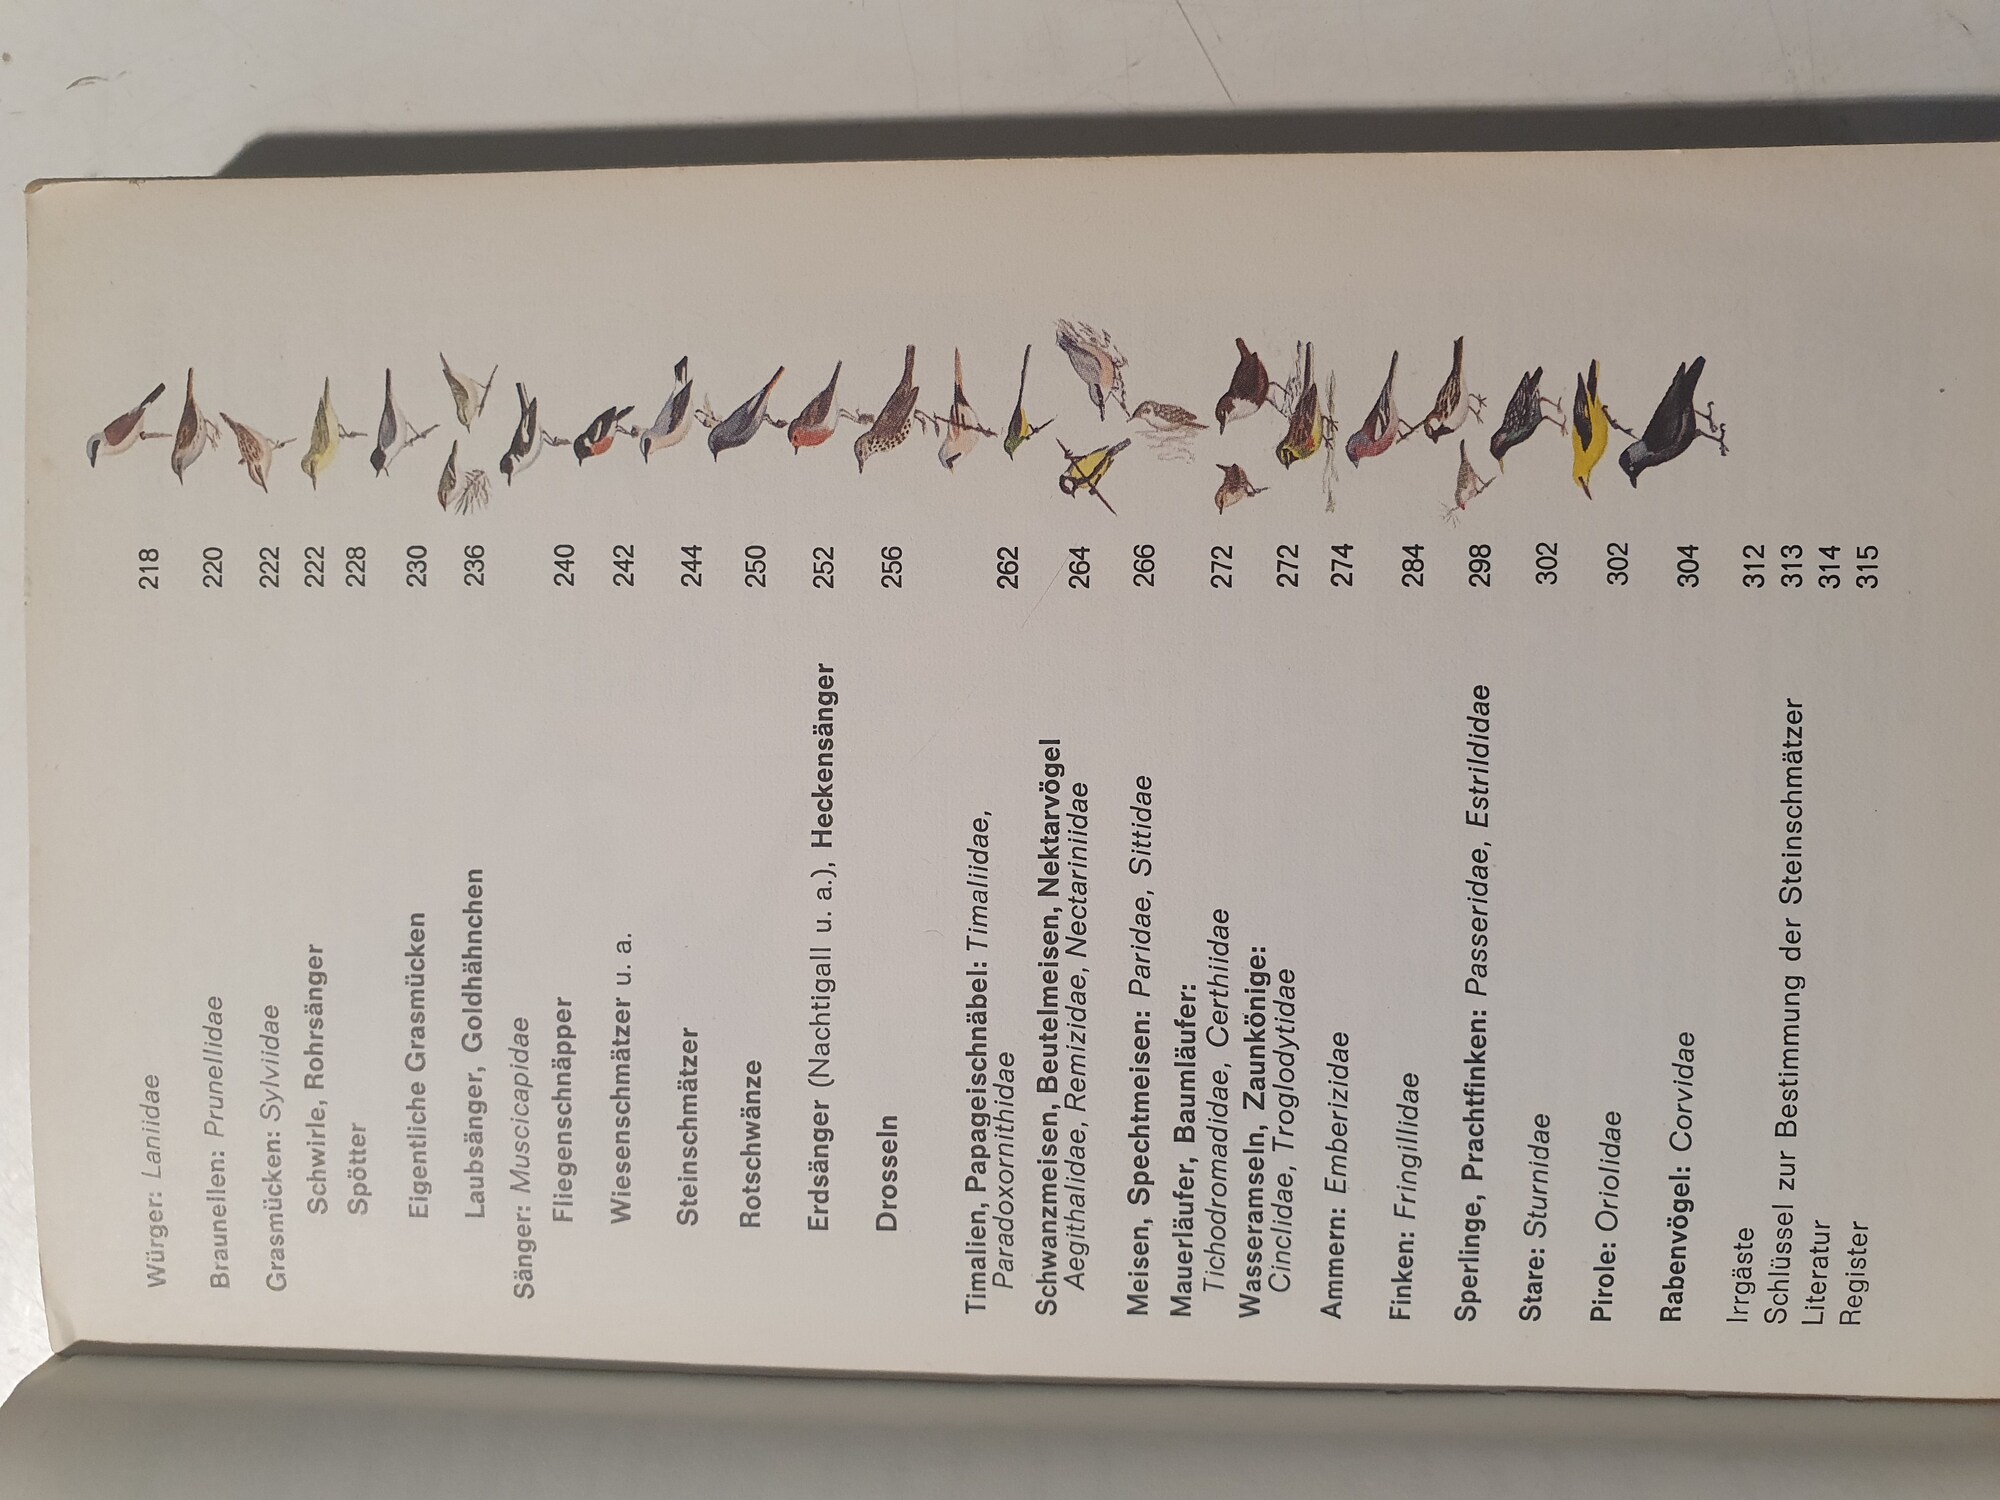 Würger: Laniidae 218
Braunellen: Prunellidae 220
Grasmücken: Sylviidae 222
Schwirle, Rohrsänger 222
Spötter 228
Eigentliche Grasmücken 230
Laubsänger, Goldhähnchen 236
Sänger: Muscicapidae
Fliegenschnäpper 240
Wiesenschmätzer u. a. 242
Steinschmätzer 244
Rotschwänze 250
Erdsänger (Nachtigall u. a.), Heckensänger 252
Drosseln 256
Timalien, Papageischnäbel: Timaliidae,
Paradoxornithidae 262
Schwanzmeisen, Beutelmeisen, Nektarvögel
Aegithalidae, Remizidae, Nectariniidae 264
Meisen, Spechtmeisen: Paridae, Sittidae 266
Mauerläufer, Baumläufer:
Tichodromadidae, Certhiidae 272
Wasseramseln, Zaunkönige:
Cinclidae, Troglodytidae 272
Ammern: Emberizidae 274
Finken: Fringillidae 284
Sperlinge, Prachtfinken: Passeridae, Estrildidae 298
Stare: Sturnidae 302
Pirole: Oriolidae 302
Rabenvögel: Corvidae 304
Irrgäste 312
Schlüssel zur Bestimmung der Steinschmätzer 313
Literatur 314
Register 315